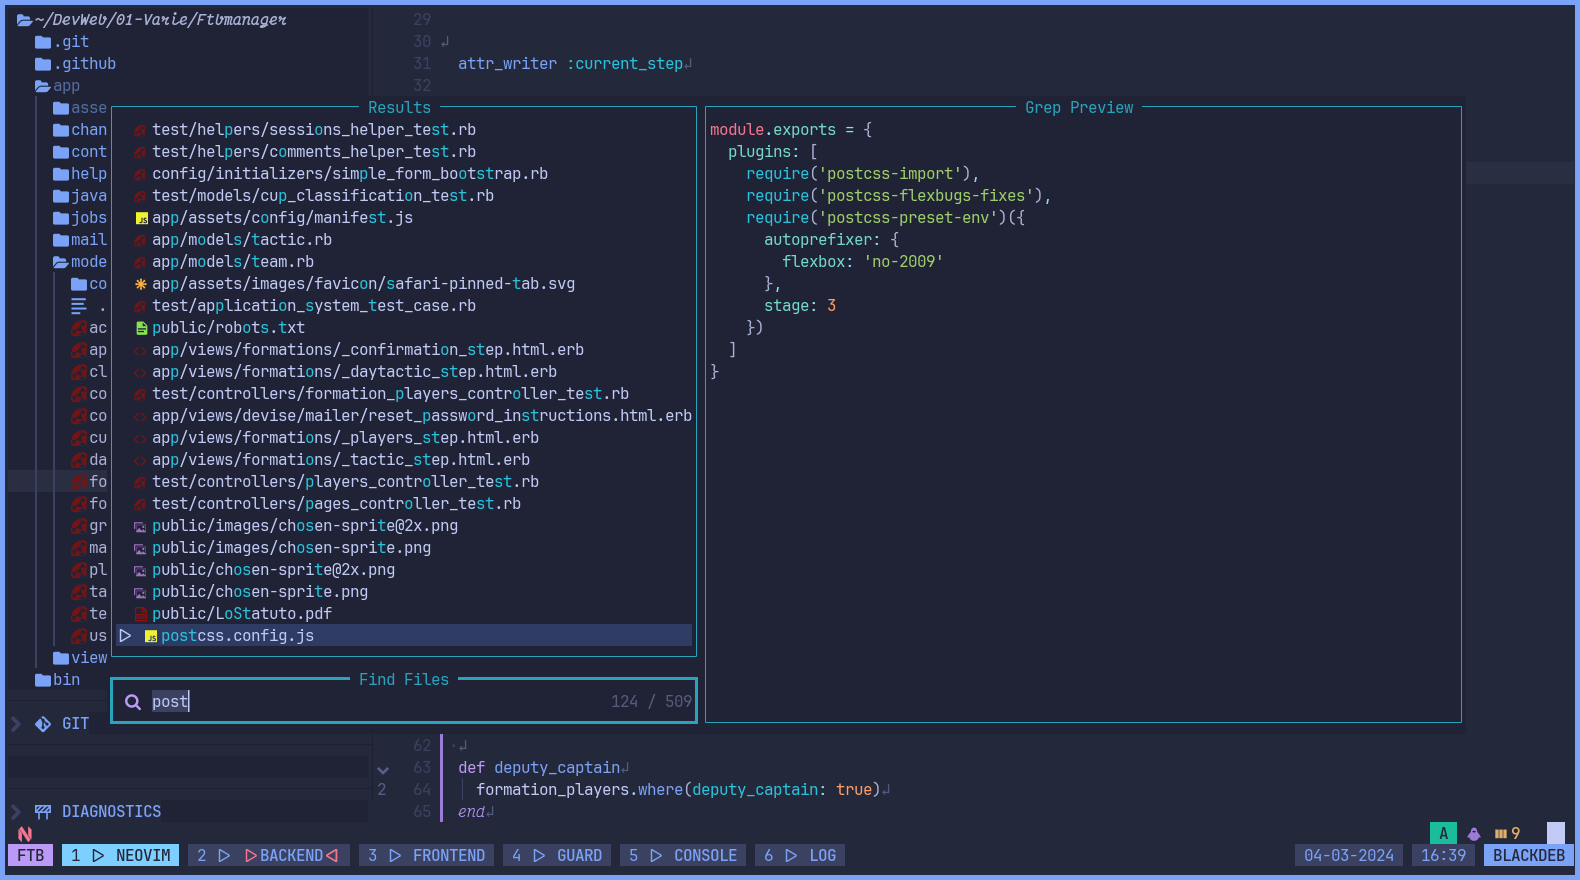 ~/DevWeb/01-Varie/Ftbmanager
.git
.github
app
asse
chan
cont
help
java
jobs
mail
mode
co
.
ac
ap
cl
co
co
cu
da
fo
fo
gr
ma
pl
ta
te
us
view
bin
GIT
DIAGNOSTICS
29
30
31 attr_writer :current_step
32
Results
test/helpers/sessions_helper_test.rb
test/helpers/comments_helper_test.rb
config/initializers/simple_form_bootstrap.rb
test/models/cup_classification_test.rb
app/assets/config/manifest.js
app/models/tactic.rb
app/models/team.rb
app/assets/images/favicon/safari-pinned-tab.svg
test/application_system_test_case.rb
public/robots.txt
app/views/formations/_confirmation_step.html.erb
app/views/formations/_daytactic_step.html.erb
test/controllers/formation_players_controller_test.rb
app/views/devise/mailer/reset_password_instructions.html.erb
app/views/formations/_players_step.html.erb
app/views/formations/_tactic_step.html.erb
test/controllers/players_controller_test.rb
test/controllers/pages_controller_test.rb
public/images/chosen-sprite@2x.png
public/images/chosen-sprite.png
public/chosen-sprite@2x.png
public/chosen-sprite.png
public/LoStatuto.pdf
postcss.config.js
Find Files
post 124 / 509
Grep Preview
module.exports = {
plugins: [
require('postcss-import'),
require('postcss-flexbugs-fixes'),
require('postcss-preset-env')({
autoprefixer: {
flexbox: 'no-2009'
},
stage: 3
})
]
}
62
63 def deputy_captain
2 64 formation_players.where(deputy_captain: true)
65 end
A 9
FTB 1 NEOVIM 2 BACKEND 3 FRONTEND 4 GUARD 5 CONSOLE 6 LOG 04-03-2024 16:39 BLACKDEB